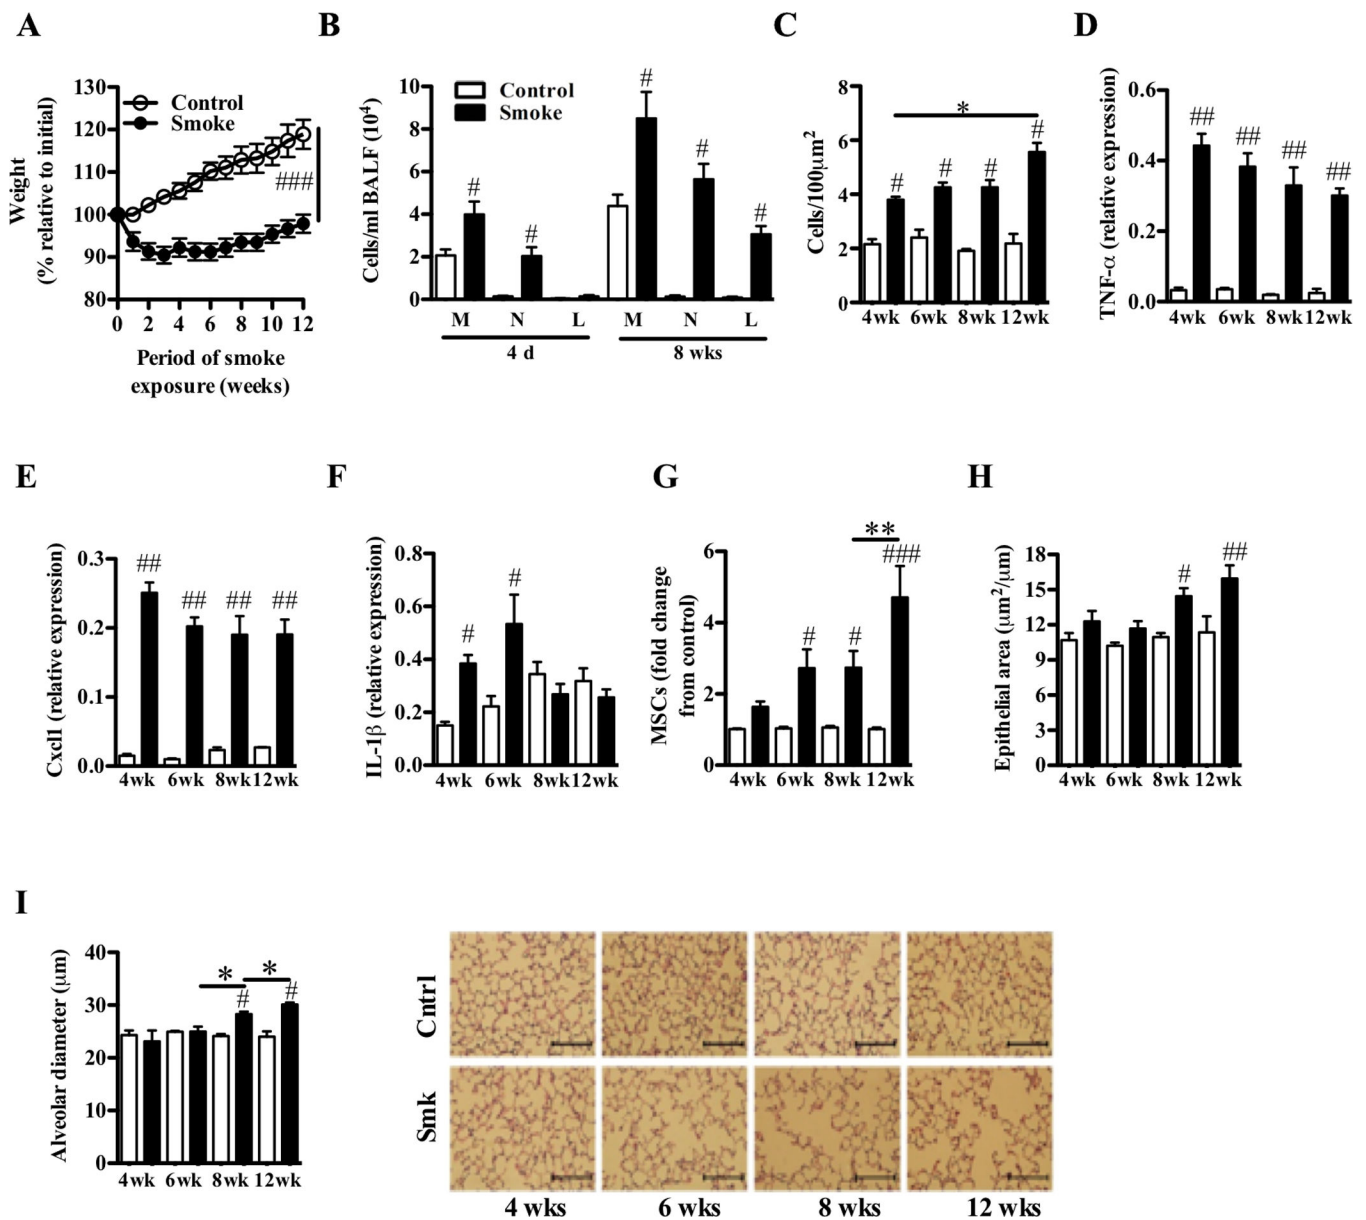 A
B
C
D
130
120
110
100
90
80
Weight
(% relative to initial)
Control
Smoke
###
0 2 4 6 8 10 12
Period of smoke
exposure (weeks)
10
8
6
4
2
0
Cells/ml BALF (10⁴)
Control
Smoke
# # # # #
M N L M N L
4 d 8 wks
8
6
4
2
0
Cells/100μm²
*
# # # #
4wk 6wk 8wk 12wk
0.6
0.4
0.2
0.0
TNF-α (relative expression)
## ## ## ##
4wk 6wk 8wk 12wk
E
F
G
H
0.3
0.2
0.1
0.0
Cxcl1 (relative expression)
## ## ## ##
4wk 6wk 8wk 12wk
0.8
0.6
0.4
0.2
0.0
IL-1β (relative expression)
# #
4wk 6wk 8wk 12wk
6
4
2
0
MSCs (fold change
from control)
**
# # ###
4wk 6wk 8wk 12wk
18
15
12
9
6
3
0
Epithelial area (μm²/μm)
# ##
4wk 6wk 8wk 12wk
I
40
30
20
10
0
Alveolar diameter (μm)
* *
# #
4wk 6wk 8wk 12wk
Cntrl
Smk
4 wks 6 wks 8 wks 12 wks